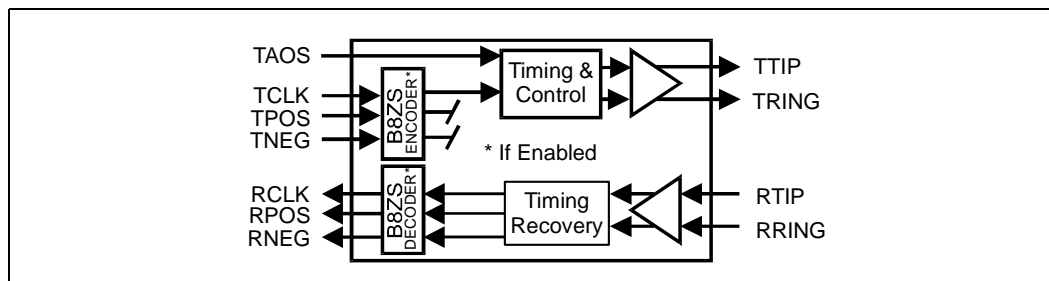 TAOS
TCLK
TPOS
TNEG
B8ZS
ENCODER*
Timing &
Control
TTIP
TRING
* If Enabled
RCLK
RPOS
RNEG
B8ZS
DECODER*
Timing
Recovery
RTIP
RRING